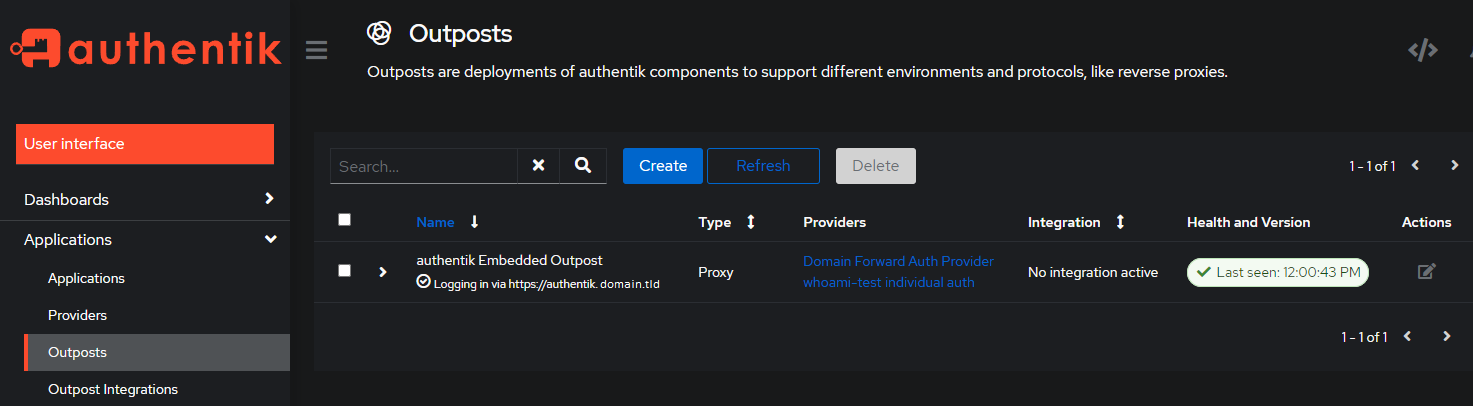 authentik
Outposts
Outposts are deployments of authentik components to support different environments and protocols, like reverse proxies.
User interface
Dashboards
Applications
Applications
Providers
Outposts
Outpost Integrations
Search...
Create
Refresh
Delete
1 - 1 of 1
Name
Type
Providers
Integration
Health and Version
Actions
authentik Embedded Outpost
Logging in via https://authentik.domain.tld
Proxy
Domain Forward Auth Provider
whoami-test individual auth
No integration active
Last seen: 12:00:43 PM
1 - 1 of 1